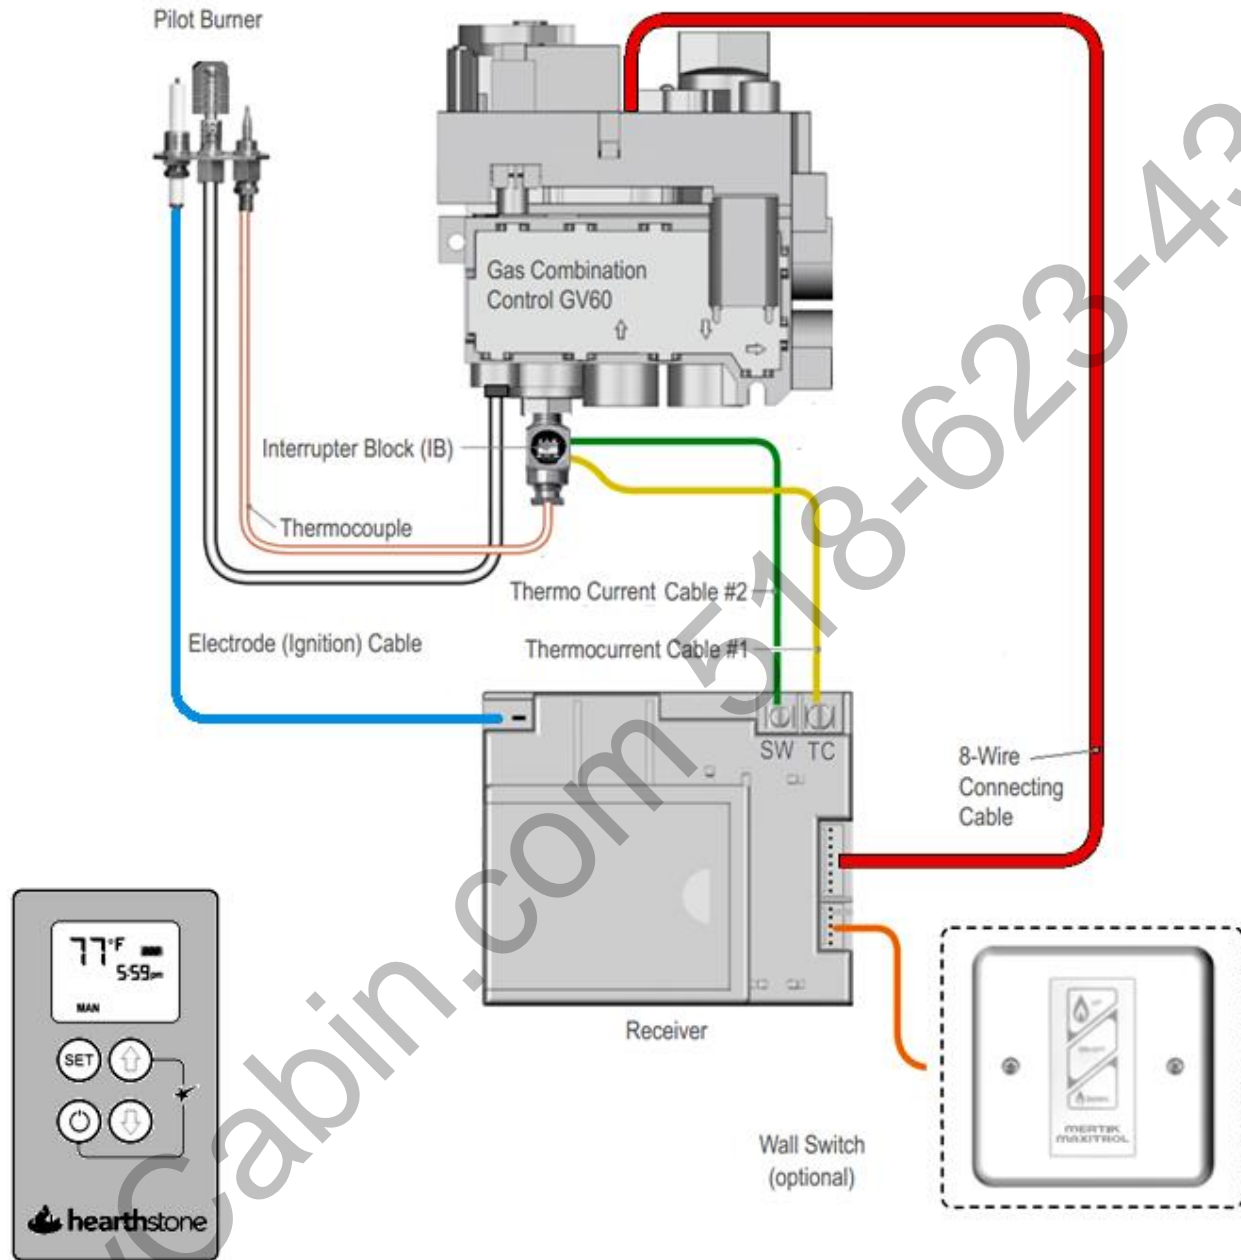 Pilot Burner
Gas Combination
Control GV60
Interrupter Block (IB)
Thermocouple
Thermo Current Cable #2
Electrode (Ignition) Cable
Thermocurrent Cable #1
SW TC
8-Wire
Connecting
Cable
Receiver
77°F
5:59pm
MAN
SET
hearthstone
Wall Switch
(optional)
MERTIK
MAXITROL
yCabin.com 518-623-43